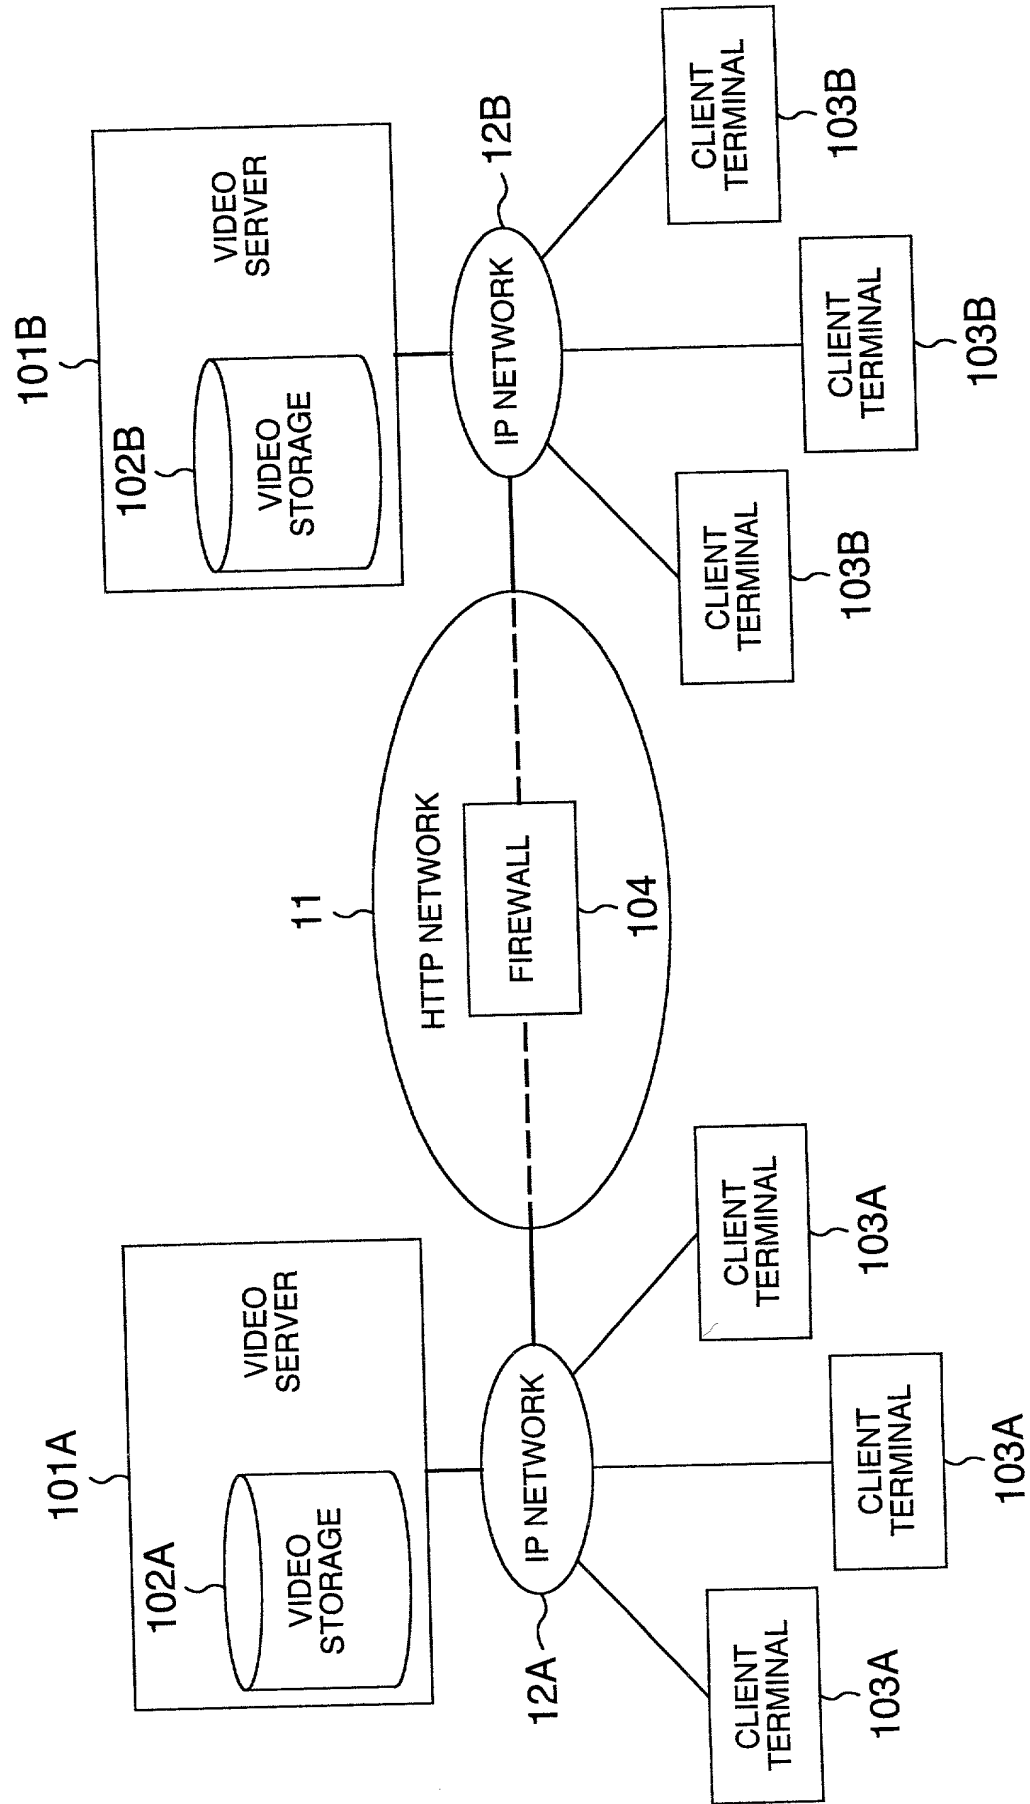 101A
102A
VIDEO
STORAGE
VIDEO
SERVER
12A
IP NETWORK
CLIENT
TERMINAL
103A
CLIENT
TERMINAL
103A
CLIENT
TERMINAL
103A
11
HTTP NETWORK
FIREWALL
104
101B
102B
VIDEO
STORAGE
VIDEO
SERVER
IP NETWORK
12B
CLIENT
TERMINAL
103B
CLIENT
TERMINAL
103B
CLIENT
TERMINAL
103B